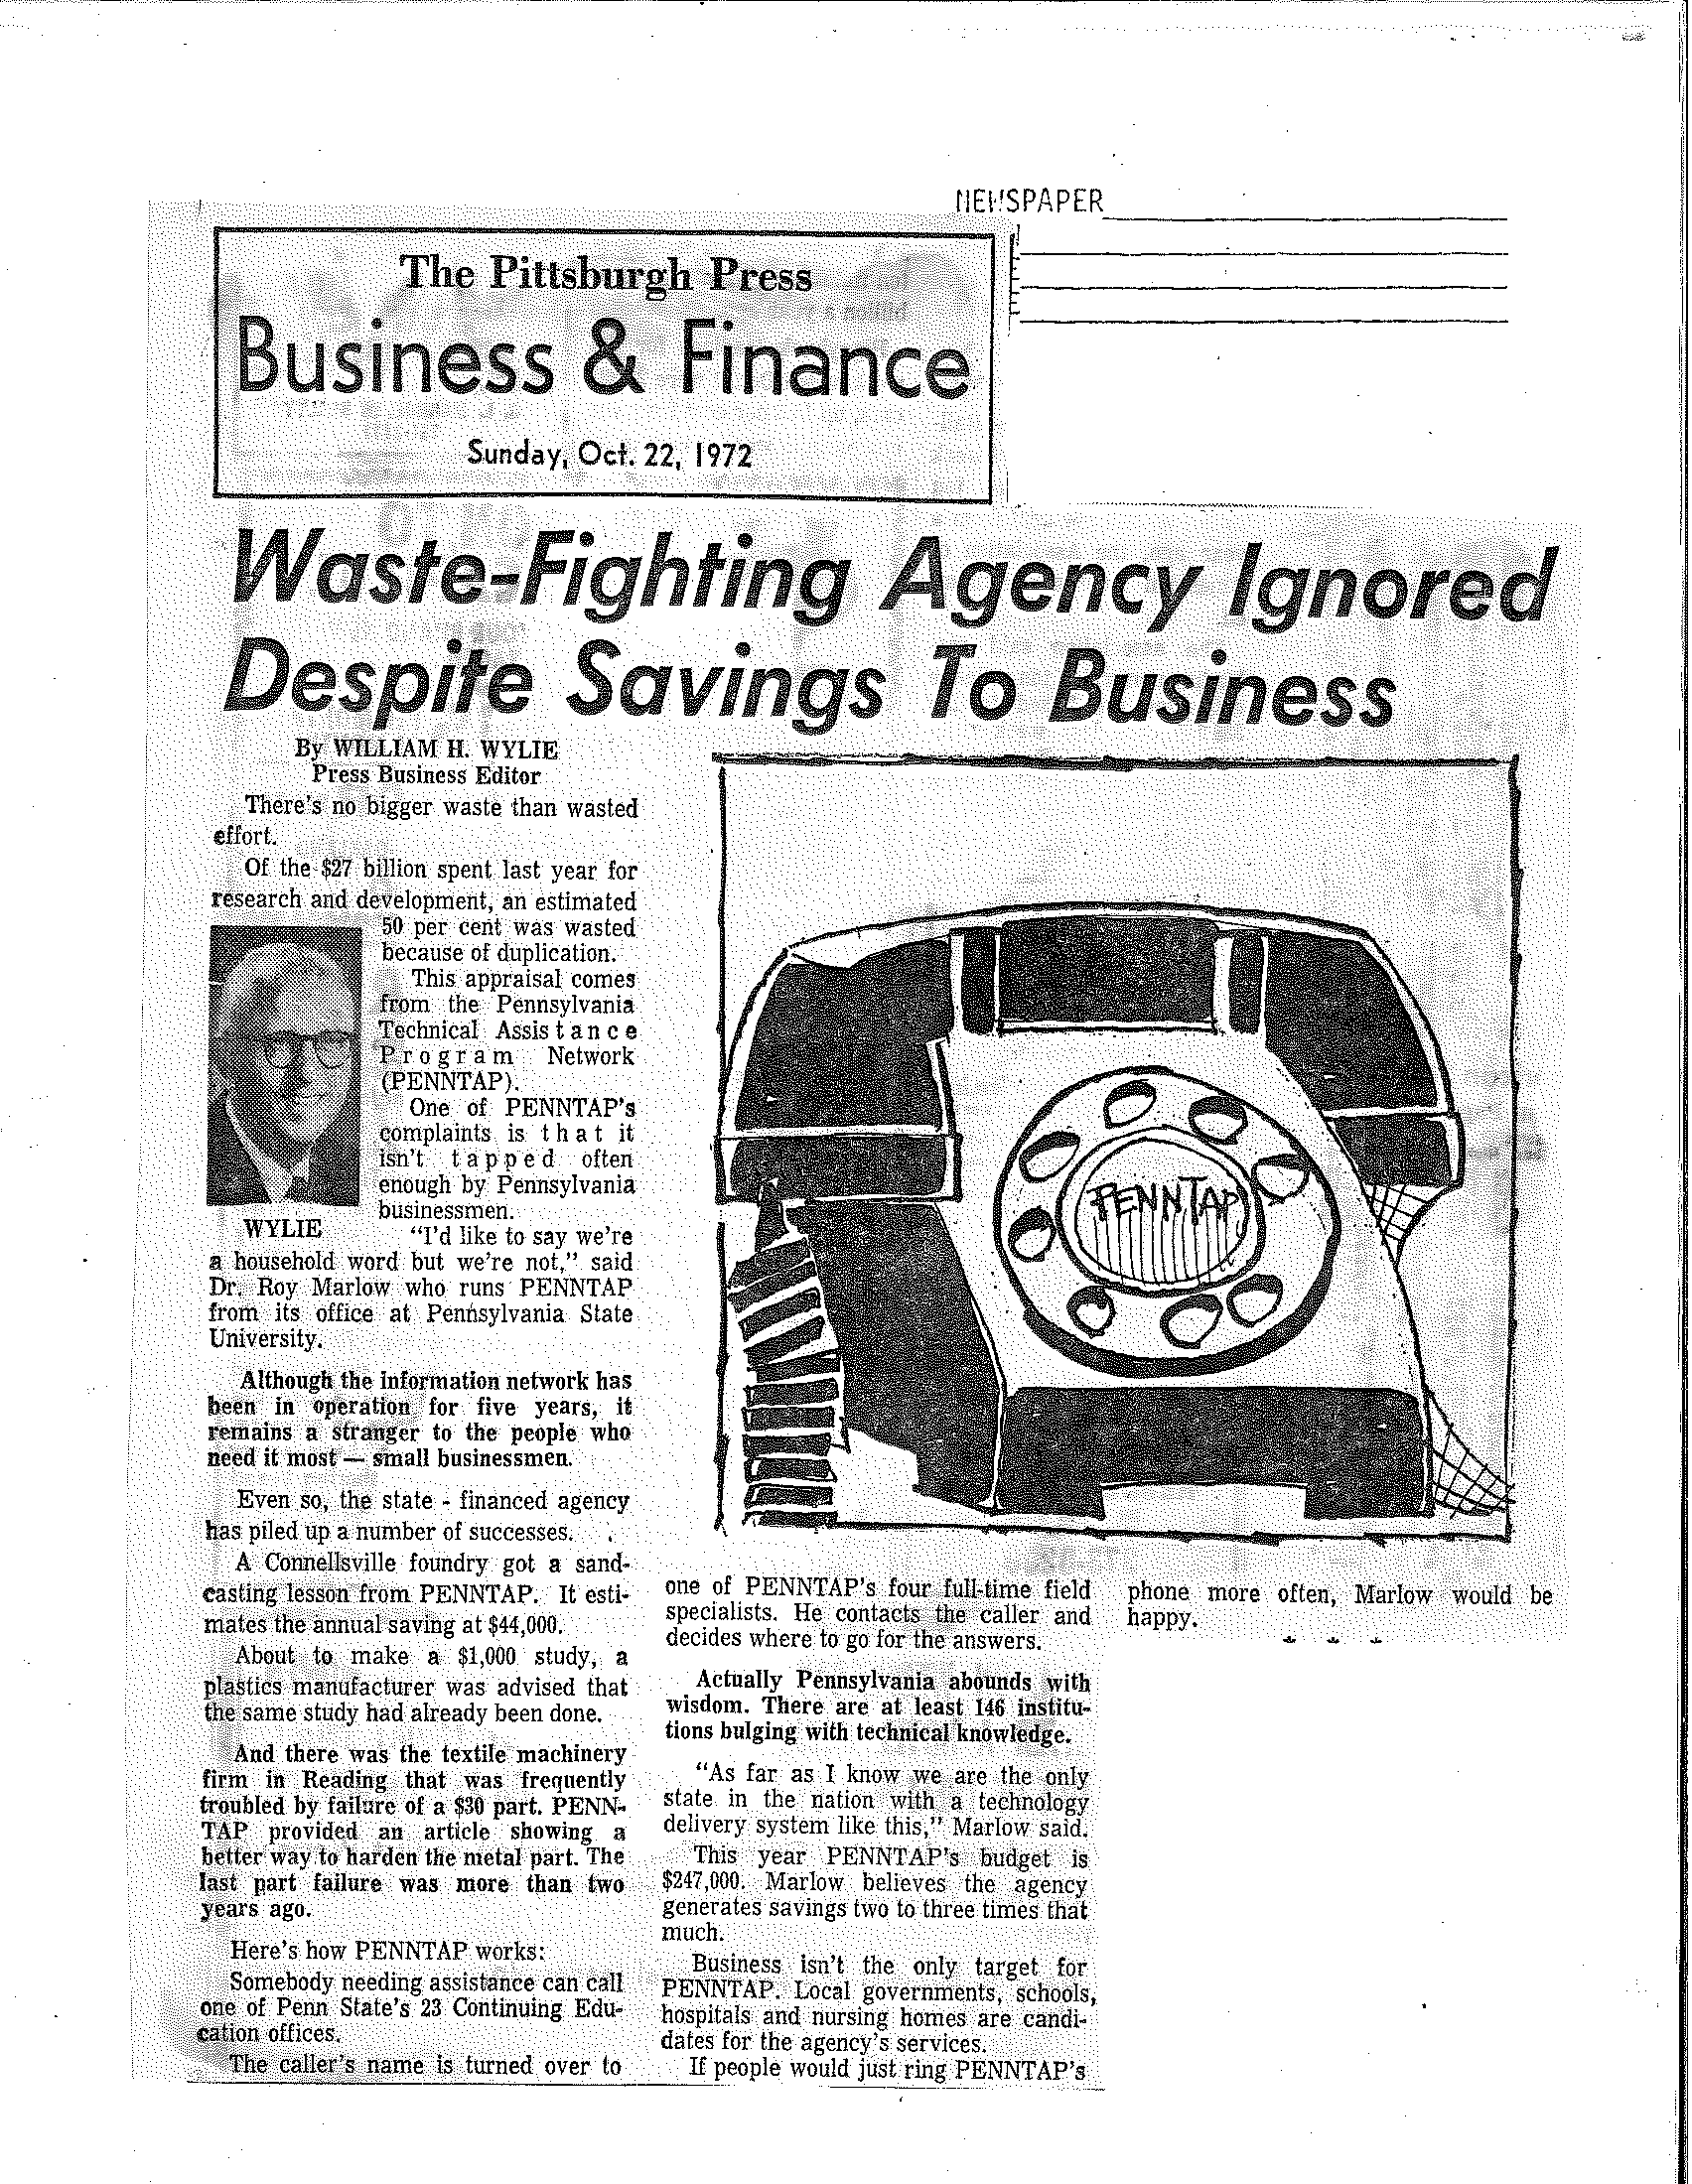 NEWSPAPER
The Pittsburgh Press
Business & Finance
Sunday, Oct. 22, 1972
Waste-Fighting Agency Ignored
Despite Savings To Business
By WILLIAM H. WYLIE
Press Business Editor
There's no bigger waste than wasted
effort.
Of the $27 billion spent last year for
research and development, an estimated
50 per cent was wasted
because of duplication.
This appraisal comes
from the Pennsylvania
Technical Assistance
Program Network
(PENNTAP).
One of PENNTAP's
complaints is that it
isn't tapped often
enough by Pennsylvania
businessmen.
WYLIE
"I'd like to say we're
a household word but we're not," said
Dr. Roy Marlow who runs PENNTAP
from its office at Pennsylvania State
University.
Although the information network has
been in operation for five years, it
remains a stranger to the people who
need it most — small businessmen.
Even so, the state - financed agency
has piled up a number of successes.
A Connellsville foundry got a sand-
casting lesson from PENNTAP. It esti-
mates the annual saving at $44,000.
About to make a $1,000 study, a
plastics manufacturer was advised that
the same study had already been done.
And there was the textile machinery
firm in Reading that was frequently
troubled by failure of a $30 part. PENN-
TAP provided an article showing a
better way to harden the metal part. The
last part failure was more than two
years ago.
Here's how PENNTAP works:
Somebody needing assistance can call
one of Penn State's 23 Continuing Edu-
cation offices.
The caller's name is turned over to
PENNTAP
one of PENNTAP's four full-time field
specialists. He contacts the caller and
decides where to go for the answers.
Actually Pennsylvania abounds with
wisdom. There are at least 146 institu-
tions bulging with technical knowledge.
"As far as I know we are the only
state in the nation with a technology
delivery system like this," Marlow said.
This year PENNTAP's budget is
$247,000. Marlow believes the agency
generates savings two to three times that
much.
Business isn't the only target for
PENNTAP. Local governments, schools,
hospitals and nursing homes are candi-
dates for the agency's services.
If people would just ring PENNTAP's
phone more often, Marlow would be
happy.